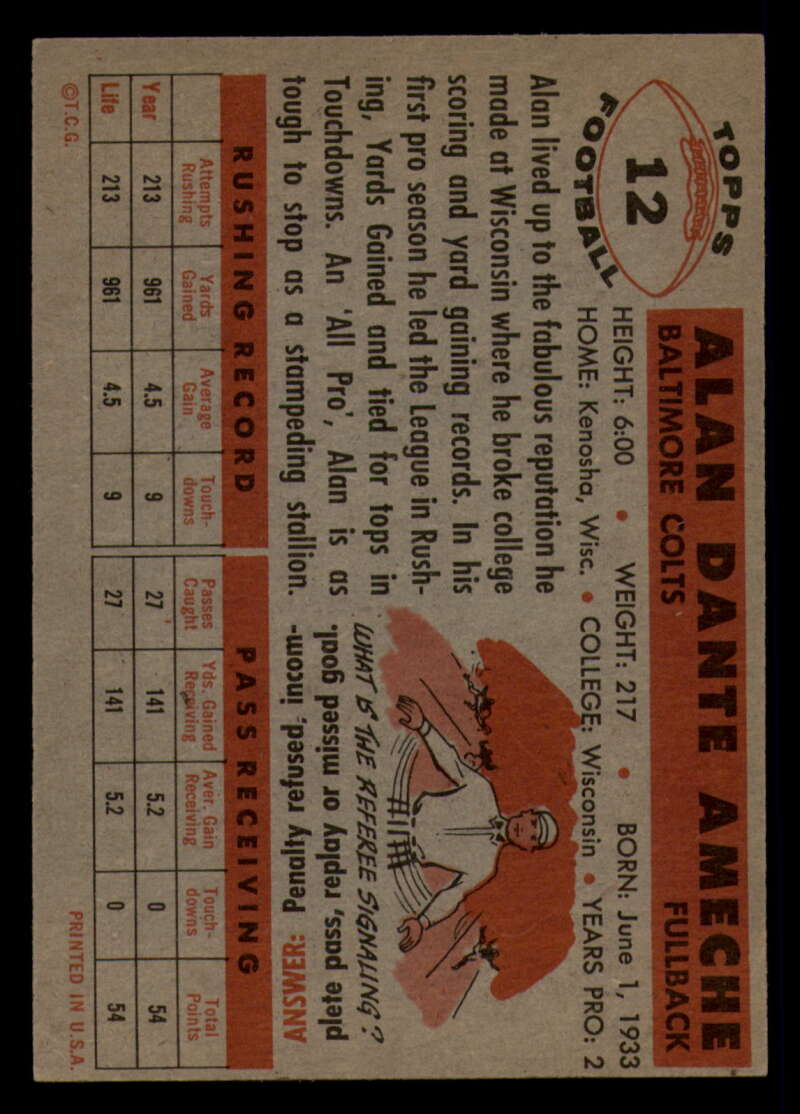 TOPPS
12
FOOTBALL
ALAN DANTE AMECHE
BALTIMORE COLTS FULLBACK
HEIGHT: 6:00 • WEIGHT: 217 • BORN: June 1, 1933
HOME: Kenosha, Wisc. • COLLEGE: Wisconsin • YEARS PRO: 2
Alan lived up to the fabulous reputation he
made at Wisconsin where he broke college
scoring and yard gaining records. In his
first pro season he led the League in Rush-
ing, Yards Gained and tied for tops in
Touchdowns. An 'All Pro', Alan is as
tough to stop as a stampeding stallion.
WHAT IS THE REFEREE SIGNALING?
ANSWER: Penalty refused, incom-
plete pass, replay or missed goal.
RUSHING RECORD PASS RECEIVING
Attempts Rushing Yards Gained Average Gain Touch-downs Passes Caught Yds. Gained Receiving Aver. Gain Receiving Touch-downs Total Points
Year 213 961 4.5 9 27 141 5.2 0 54
Life 213 961 4.5 9 27 141 5.2 0 54
©T.C.G. PRINTED IN U.S.A.